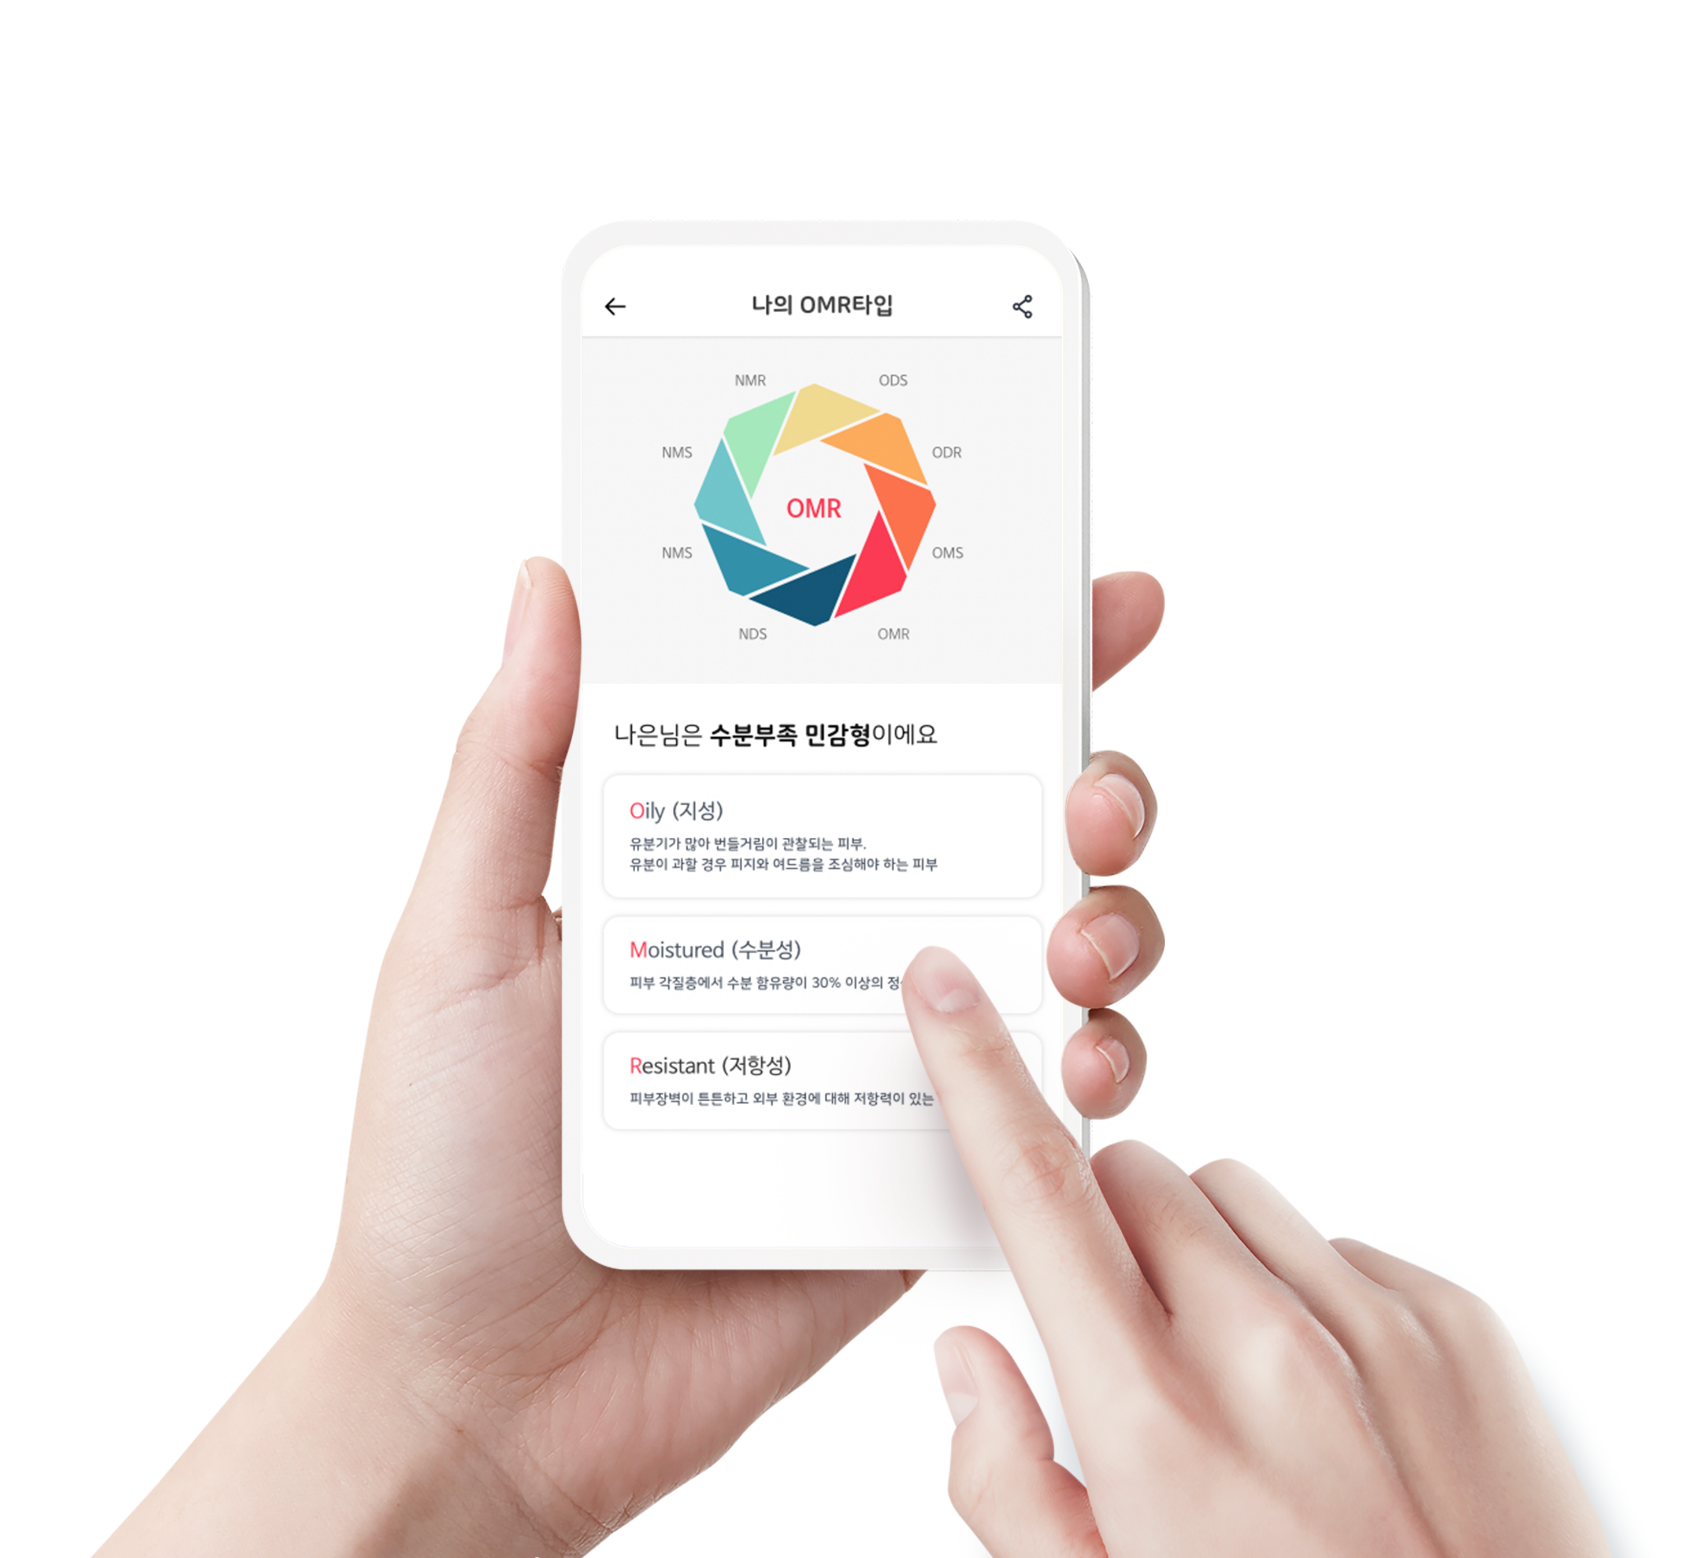 나의 OMR타입
NMR
ODS
NMS
ODR
OMR
NMS
OMS
NDS
OMR
나은님은 수분부족 민감형이에요
Oily (지성)
유분기가 많아 번들거림이 관찰되는 피부.
유분이 과할 경우 피지와 여드름을 조심해야 하는 피부
Moistured (수분성)
피부 각질층에서 수분 함유량이 30% 이상의
Resistant (저항성)
피부장벽이 튼튼하고 외부 환경에 대해 저항력이 있는